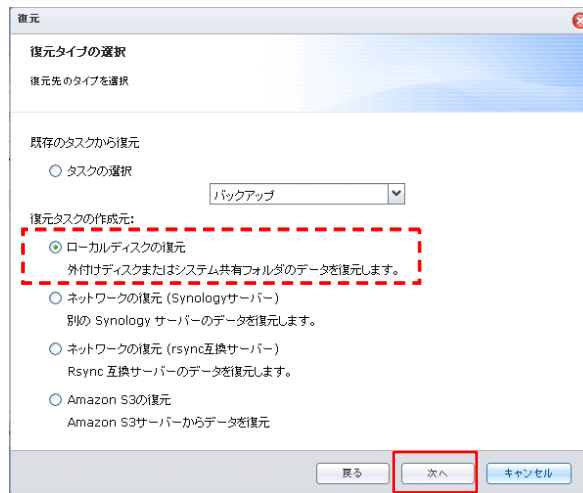 復元
復元タイプの選択
復元先のタイプを選択
既存のタスクから復元
タスクの選択
バックアップ
復元タスクの作成元:
ローカルディスクの復元
外付けディスクまたはシステム共有フォルダのデータを復元します。
ネットワークの復元 (Synologyサーバー)
別の Synology サーバーのデータを復元します。
ネットワークの復元 (rsync互換サーバー)
Rsync 互換サーバーのデータを復元します。
Amazon S3の復元
Amazon S3サーバーからデータを復元
戻る 次へ キャンセル